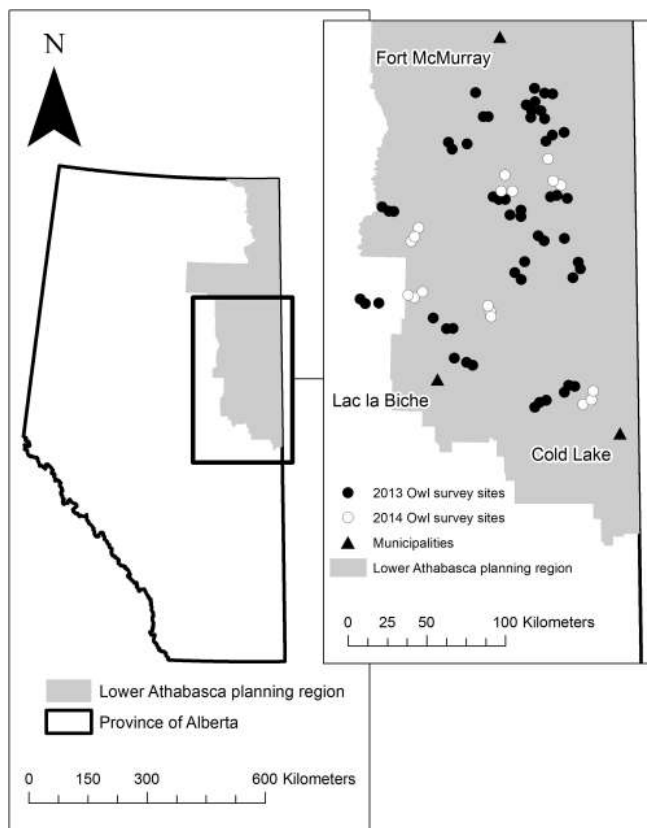 N
Lower Athabasca planning region
Province of Alberta
0 150 300 600 Kilometers
Fort McMurray
Lac la Biche
Cold Lake
2013 Owl survey sites
2014 Owl survey sites
Municipalities
Lower Athabasca planning region
0 25 50 100 Kilometers